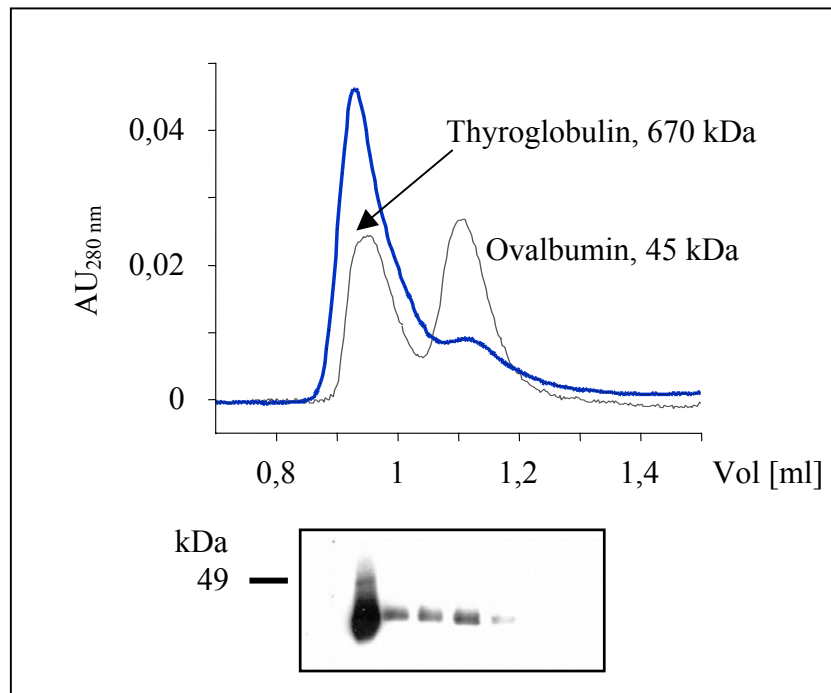 0,04
Thyroglobulin, 670 kDa
Ovalbumin, 45 kDa
0,02
AU280 nm
0
0,8 1 1,2 1,4 Vol [ml]
kDa
49